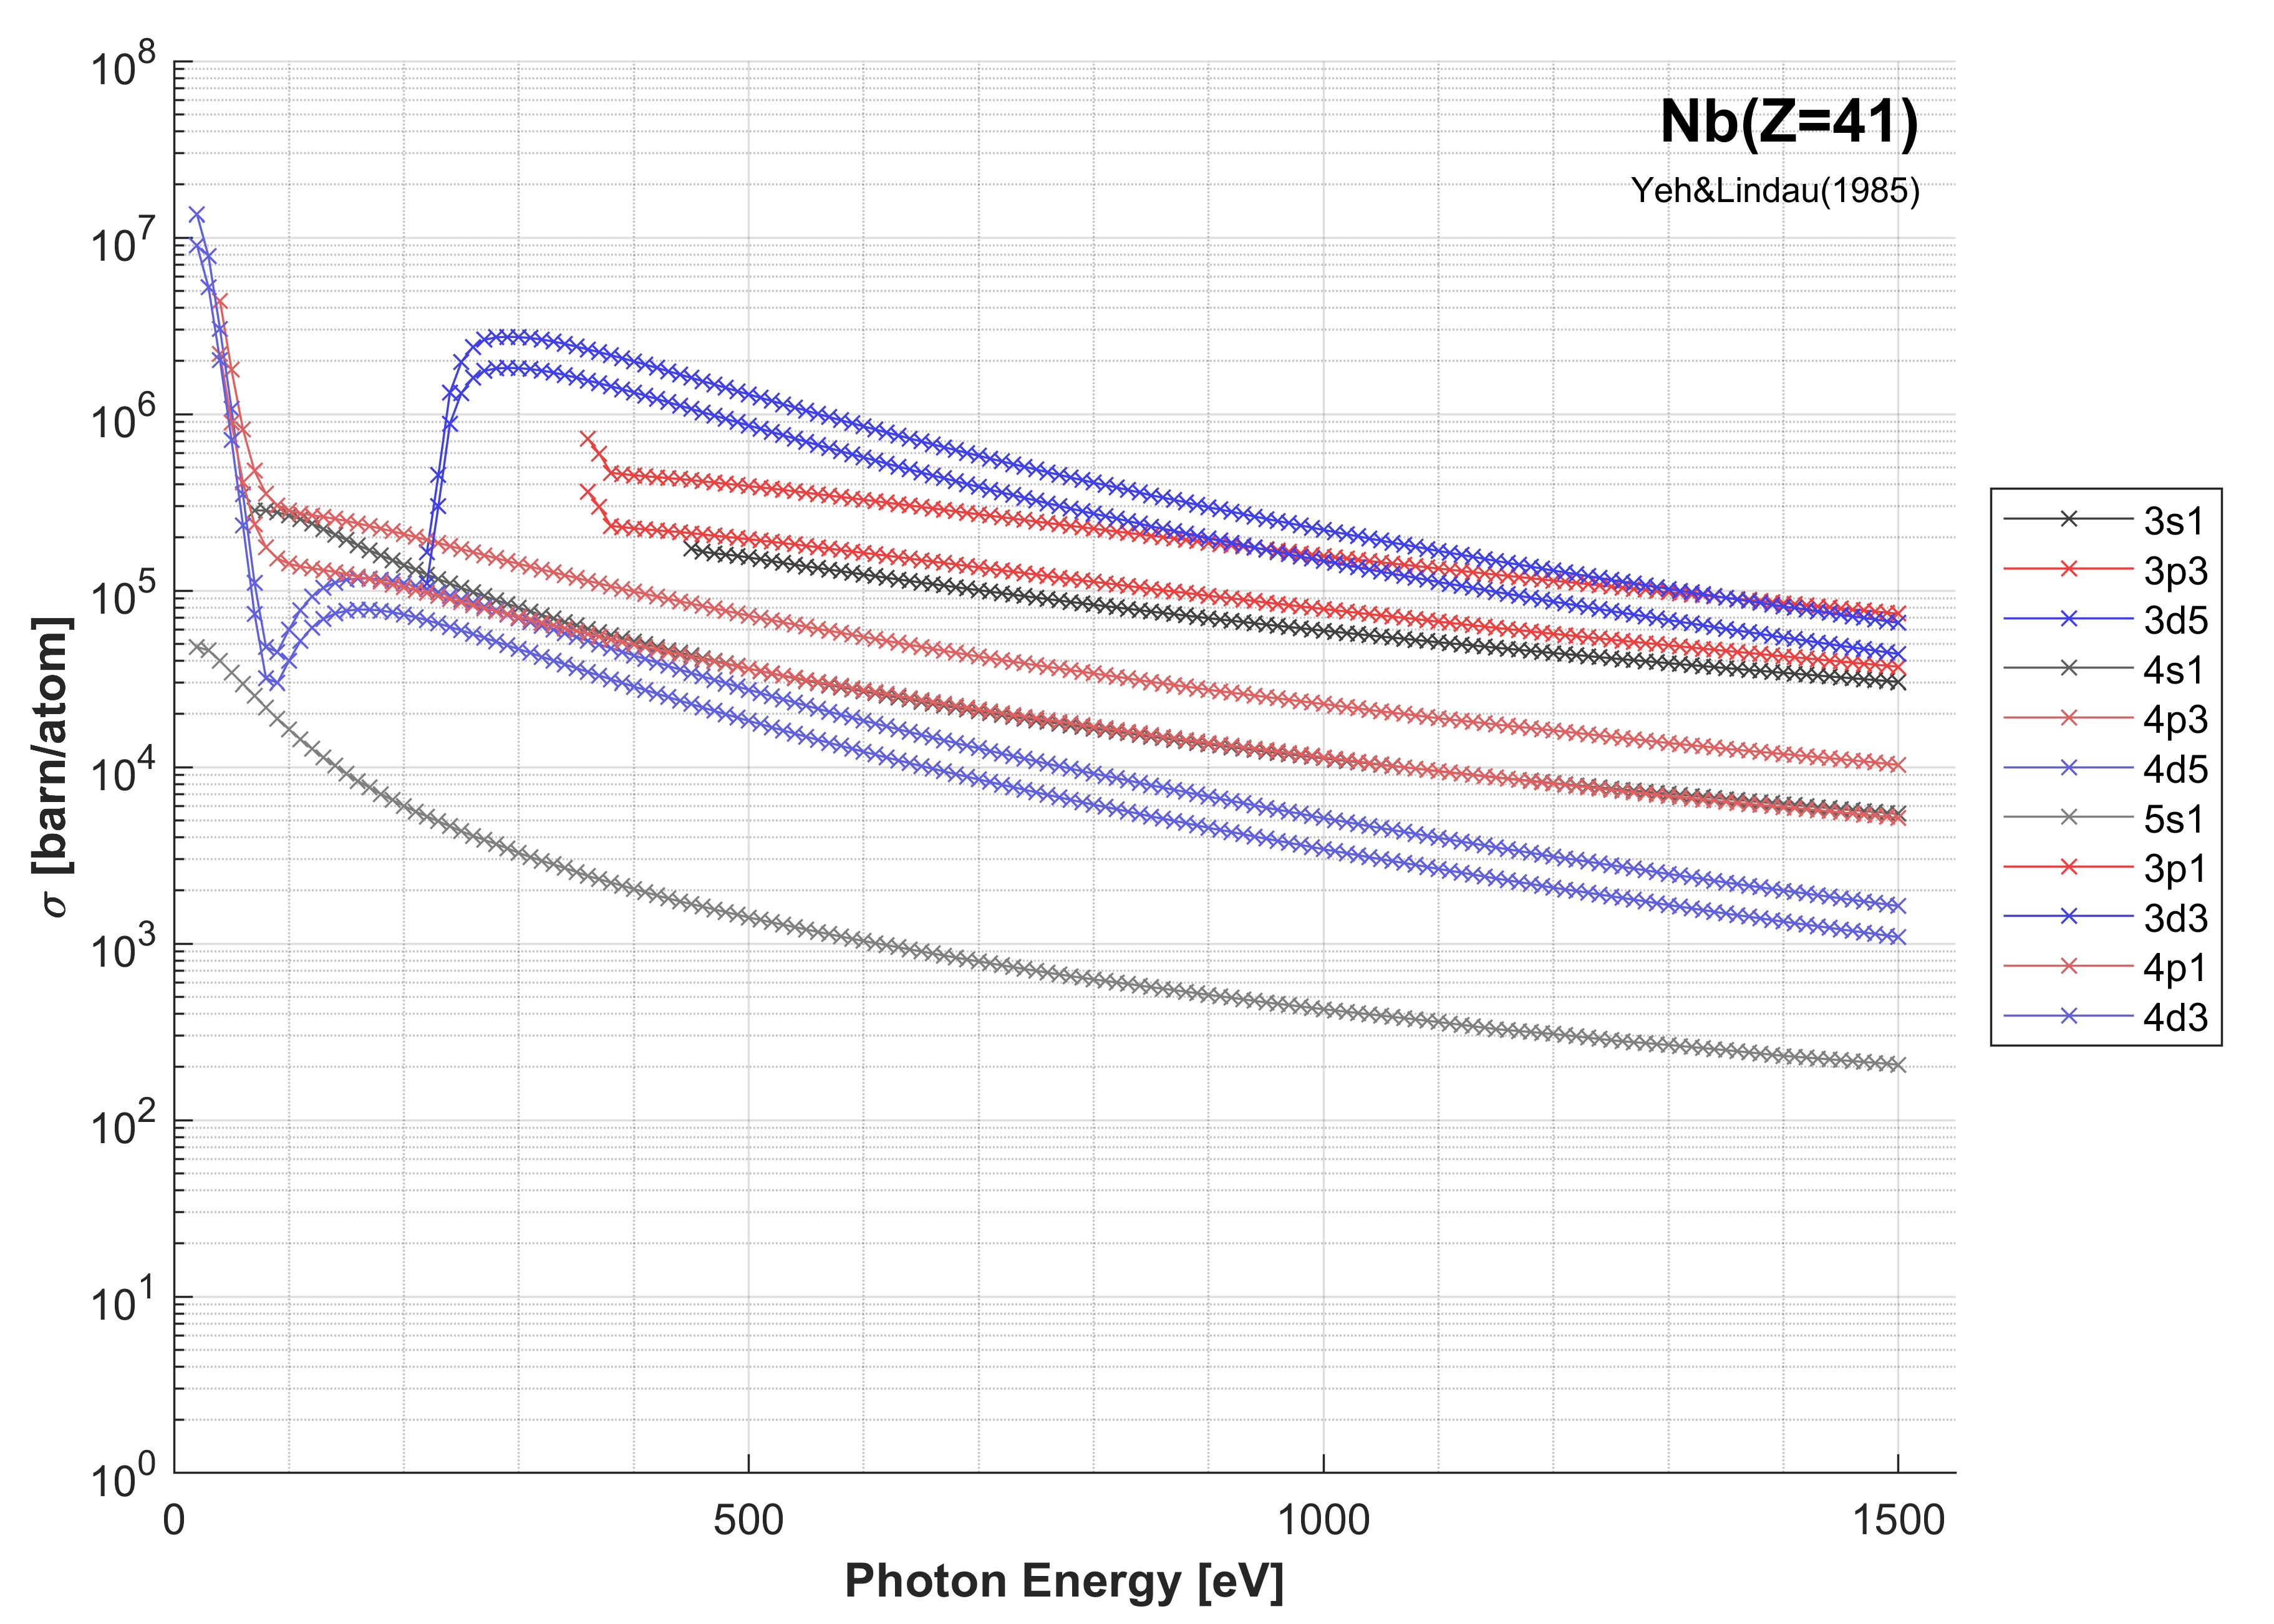 Nb(Z=41)
Yeh&Lindau(1985)
σ [barn/atom]
10^8
10^7
10^6
10^5
10^4
10^3
10^2
10^1
10^0
0 500 1000 1500
Photon Energy [eV]
3s1
3p3
3d5
4s1
4p3
4d5
5s1
3p1
3d3
4p1
4d3